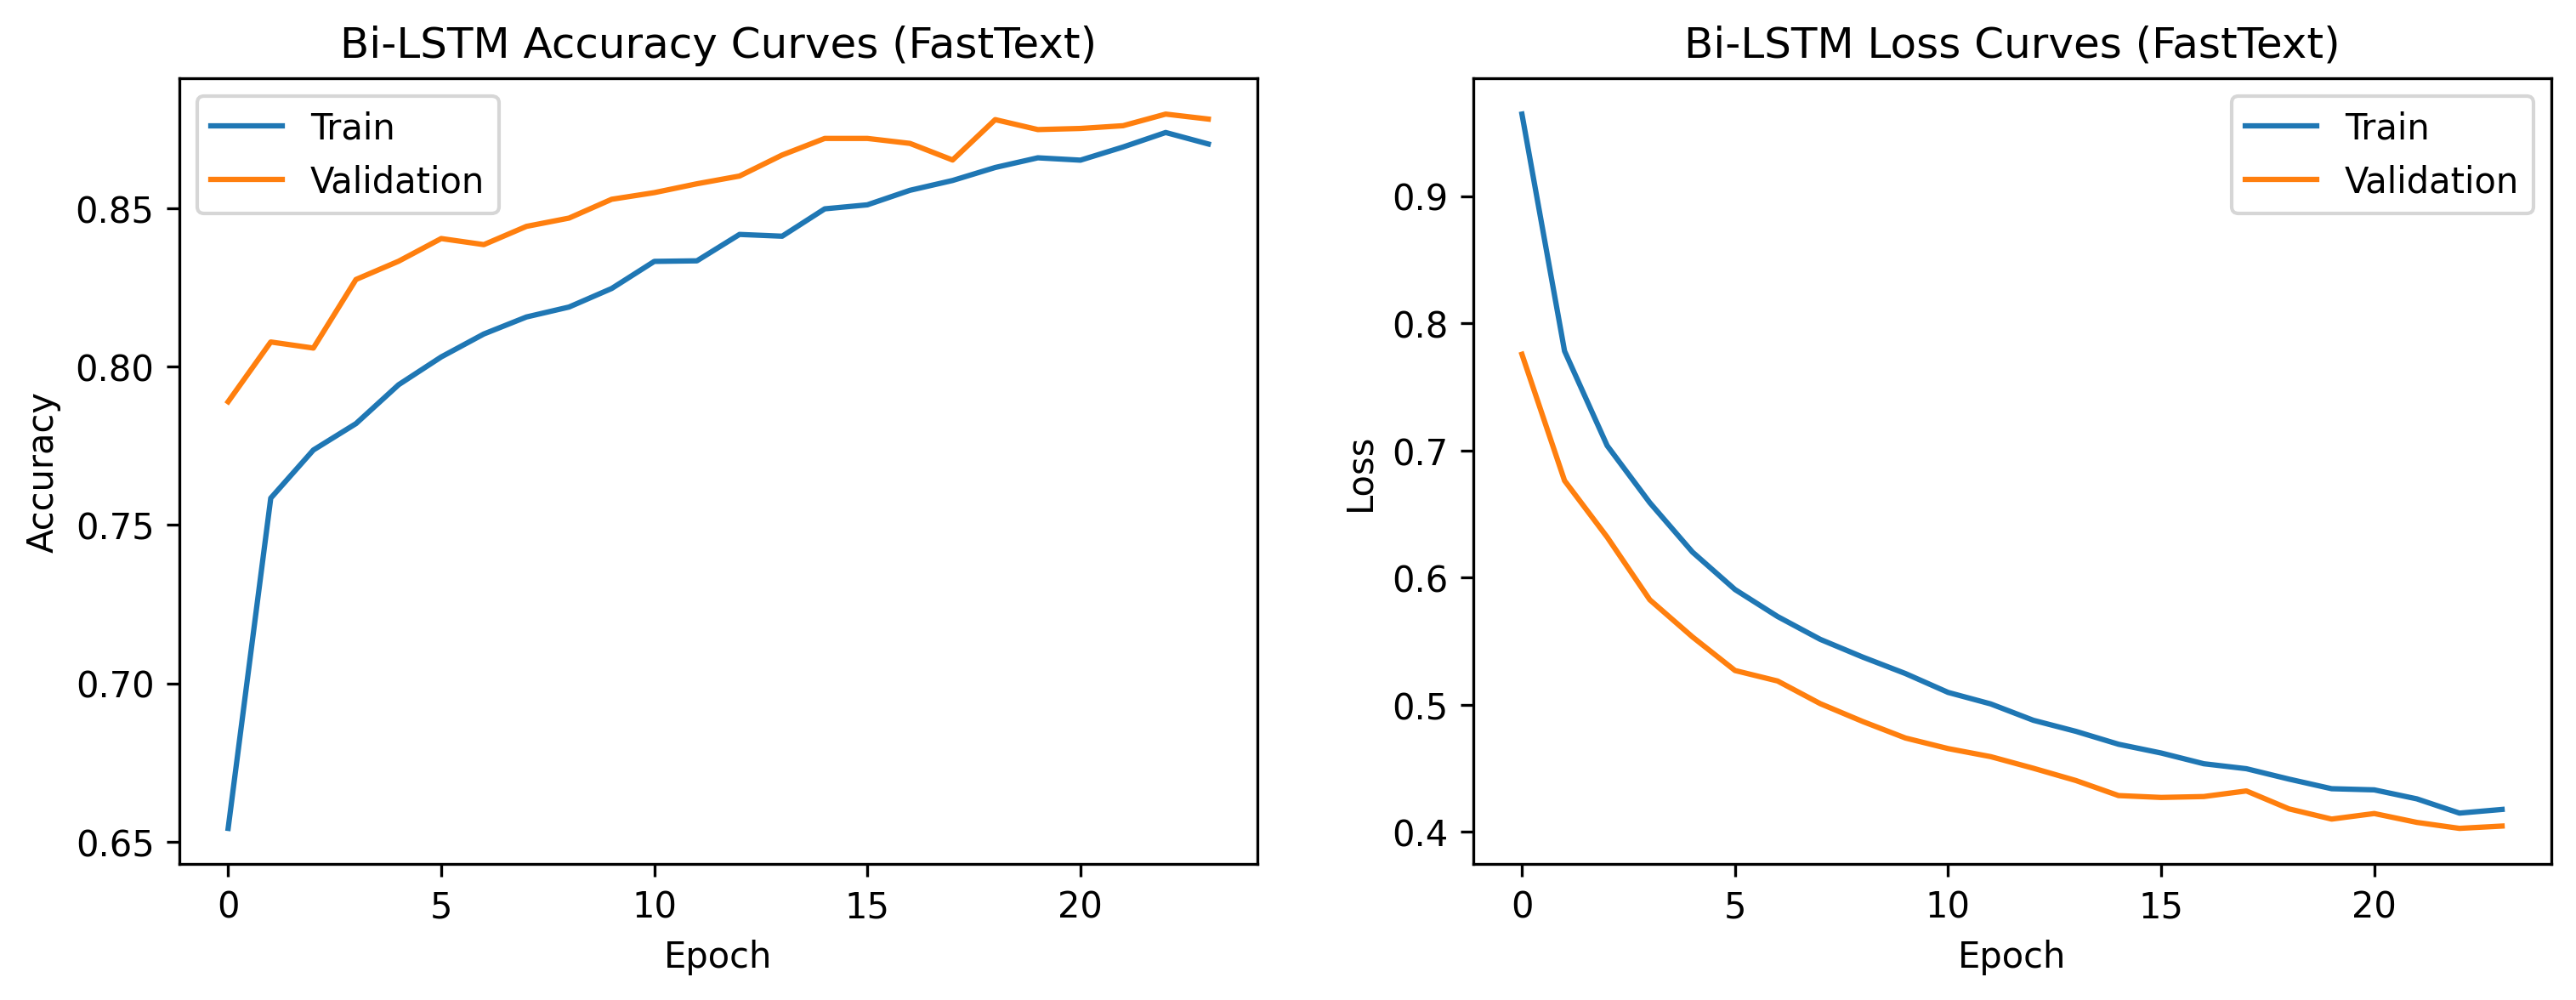 Bi-LSTM Accuracy Curves (FastText)
Train
Validation
0.85
0.80
0.75
0.70
0.65
Accuracy
0 5 10 15 20
Epoch
Bi-LSTM Loss Curves (FastText)
Train
Validation
0.9
0.8
0.7
0.6
0.5
0.4
Loss
0 5 10 15 20
Epoch